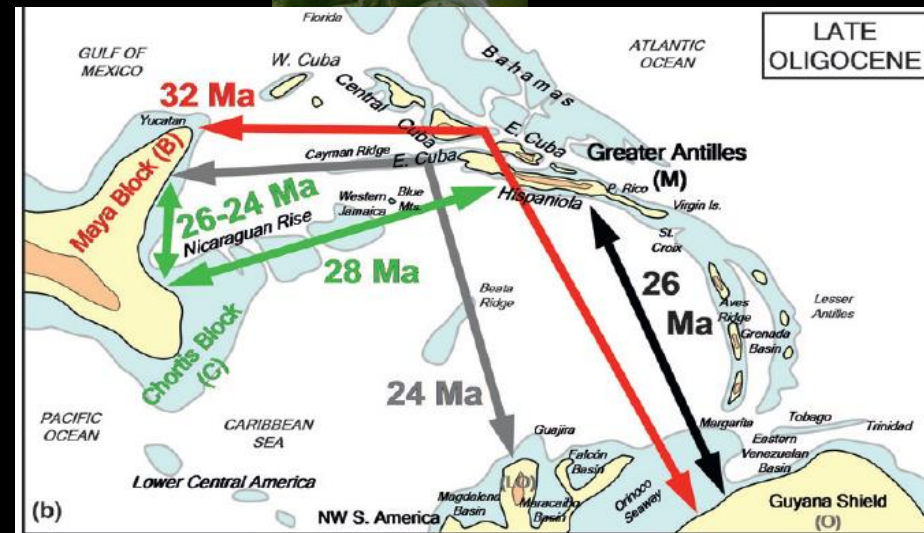 Florida
LATE
OLIGOCENE
GULF OF
MEXICO
ATLANTIC
OCEAN
W. Cuba
Bahamas
32 Ma
Central
Cuba
Yucatan
E. Cuba
Cayman Ridge
E. Cuba
Greater Antilles
(M)
Maya Block (B)
26-24 Ma
Western
Jamaica
Blue
Mts.
Hispaniola
P. Rico
Virgin Is.
Nicaraguan Rise
St.
Croix
28 Ma
26
Ma
Beata
Ridge
Aves
Ridge
Lesser
Antilles
Grenada
Basin
Chortis Block
(C)
24 Ma
PACIFIC
OCEAN
CARIBBEAN
SEA
Guajira
Margarita
Tobago
Trinidad
Eastern
Venezuelan
Basin
Falcón
Basin
Lower Central America
Magdalena
Basin
Maracaibo
Basin
Orinoco
Seaway
Guyana Shield
(O)
(b)
NW S. America